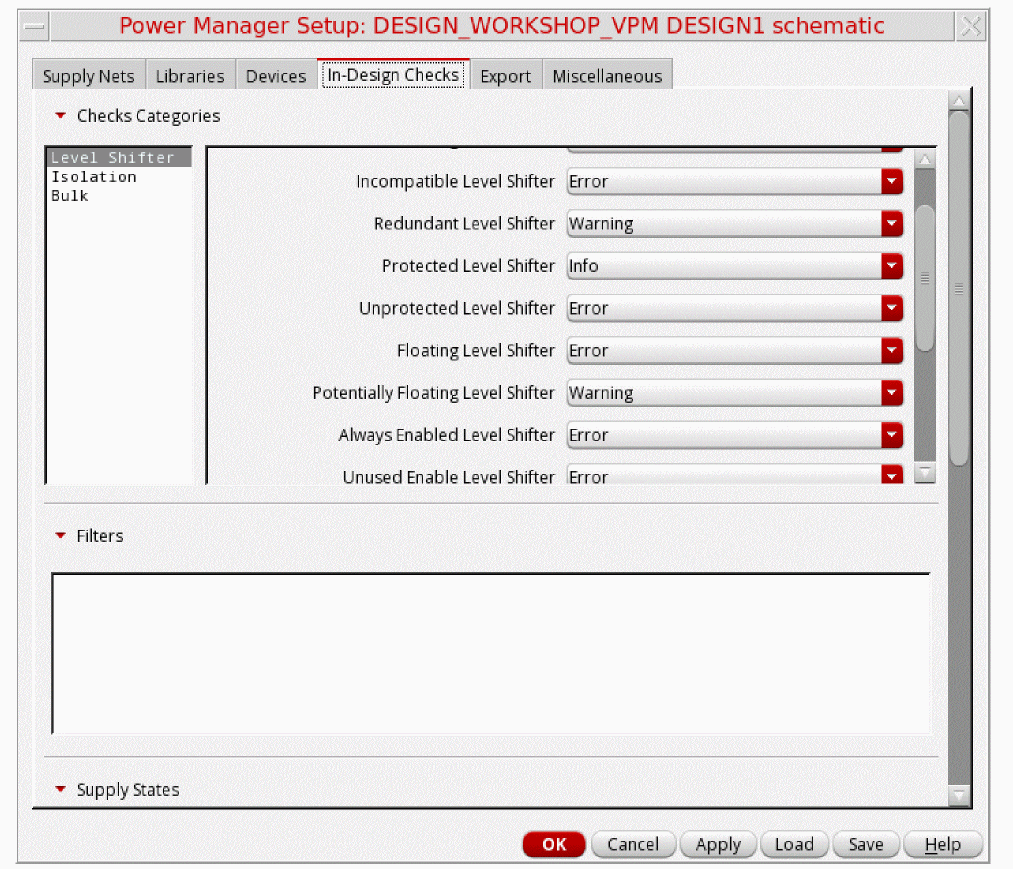 Power Manager Setup: DESIGN_WORKSHOP_VPM DESIGN1 schematic
Supply Nets Libraries Devices In-Design Checks Export Miscellaneous
Checks Categories
Level Shifter
Isolation
Bulk
Incompatible Level Shifter Error
Redundant Level Shifter Warning
Protected Level Shifter Info
Unprotected Level Shifter Error
Floating Level Shifter Error
Potentially Floating Level Shifter Warning
Always Enabled Level Shifter Error
Unused Enable Level Shifter Error
Filters
Supply States
OK Cancel Apply Load Save Help